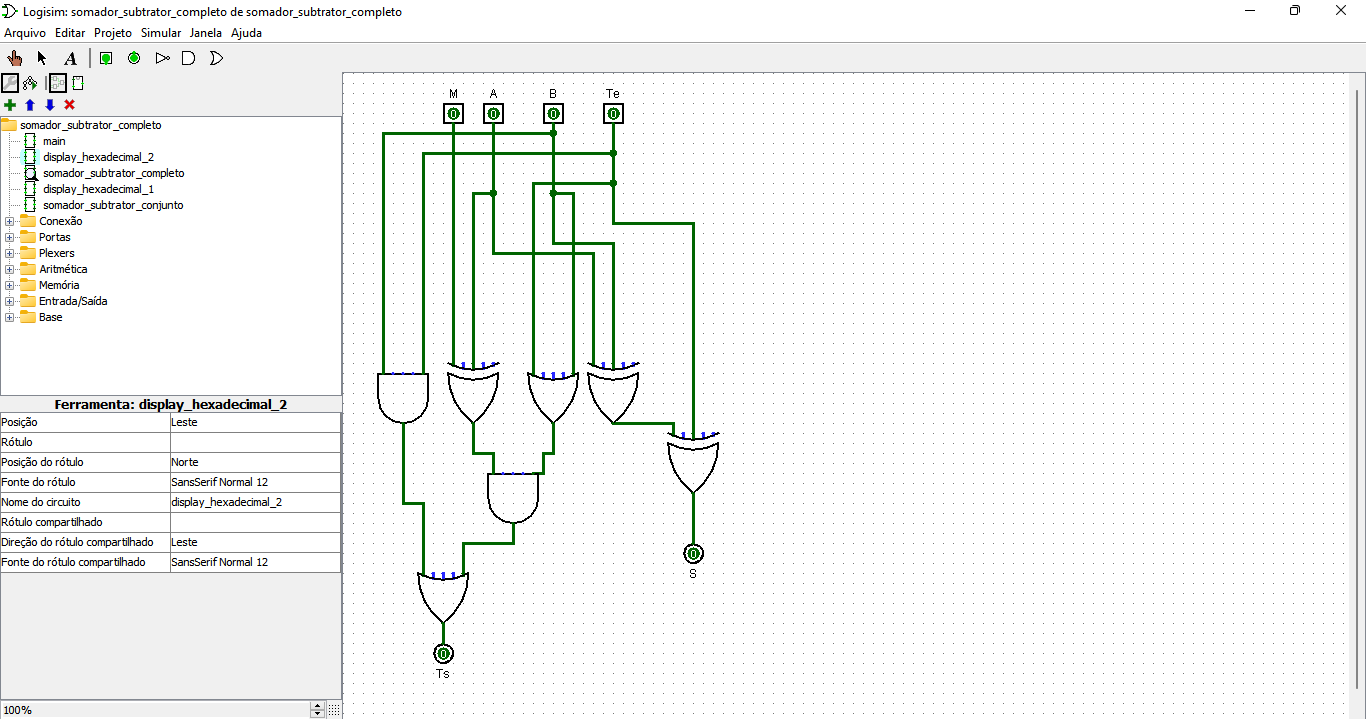 Logisim: somador_subtrator_completo de somador_subtrator_completo
Arquivo Editar Projeto Simular Janela Ajuda
A
somador_subtrator_completo
main
display_hexadecimal_2
somador_subtrator_completo
display_hexadecimal_1
somador_subtrator_conjunto
Conexão
Portas
Plexers
Aritmética
Memória
Entrada/Saída
Base
Ferramenta: display_hexadecimal_2
Posição Leste
Rótulo
Posição do rótulo Norte
Fonte do rótulo SansSerif Normal 12
Nome do circuito display_hexadecimal_2
Rótulo compartilhado
Direção do rótulo compartilhado Leste
Fonte do rótulo compartilhado SansSerif Normal 12
100%
M A B Te
0 0 0 0
0
S
0
Ts